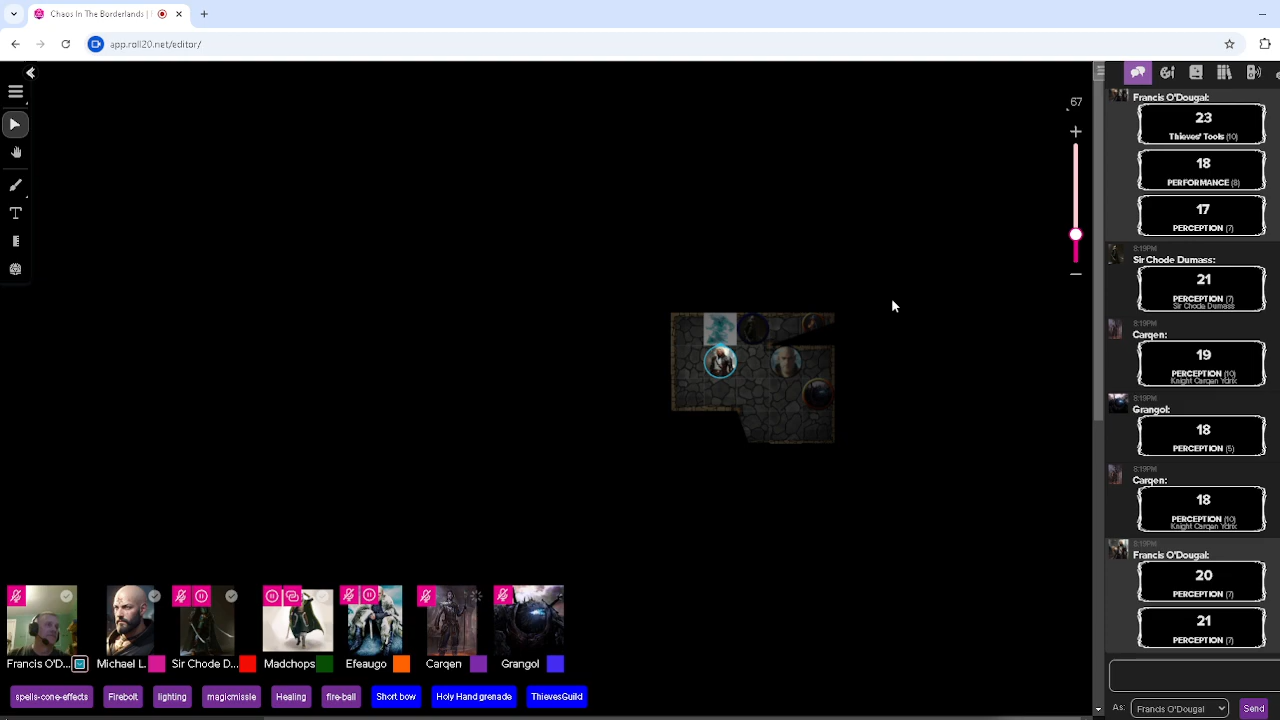 Chaos In The Borderlands |
app.roll20.net/editor/
67
Francis O'Dougal:
23
Thieves' Tools (10)
18
PERFORMANCE (8)
17
PERCEPTION (7)
8:19PM
Sir Chode Dumass:
21
PERCEPTION (7)
Sir Choda Dumass
8:19PM
Carqen:
19
PERCEPTION (10)
Knight Carqen Ydrik
8:19PM
Grangol:
18
PERCEPTION (5)
8:19PM
Carqen:
18
PERCEPTION (10)
Knight Carqen Ydrik
8:19PM
Francis O'Dougal:
20
PERCEPTION (7)
21
PERCEPTION (7)
Francis O'D... Michael L. Sir Chode D... Madchops Efeaugo Carqen Grangol
spells-cone-effects Firebolt lighting magicmissle Healing fire-ball Short bow Holy Hand grenade ThievesGuild
As: Francis O'Dougal Send